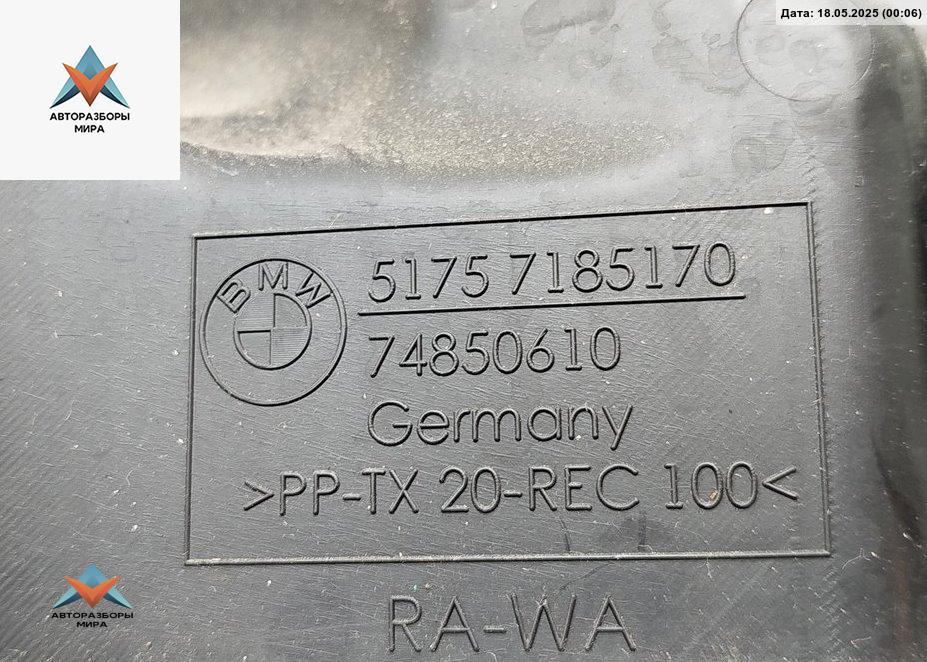 Дата: 18.05.2025 (00:06)
АВТОРАЗБОРЫ
МИРА
BMW
5175 7185170
74850610
Germany
>PP-TX 20-REC 100<
RA-WA
АВТОРАЗБОРЫ
МИРА